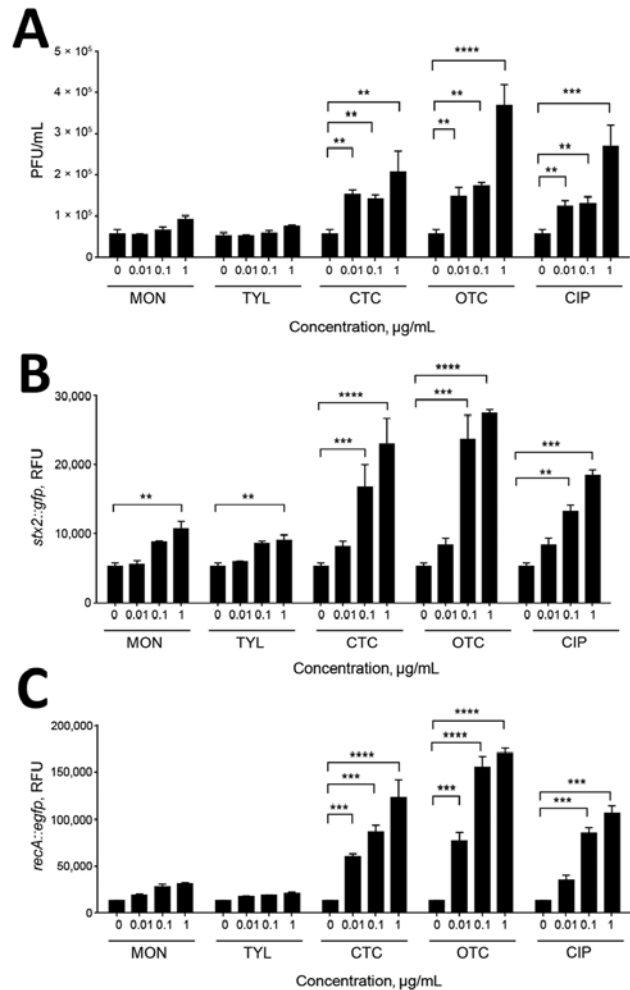 A
5 × 10⁵
4 × 10⁵
3 × 10⁵
2 × 10⁵
1 × 10⁵
0
PFU/mL
** ** ** ** ** **** ** ** ***
0 0.01 0.1 1 0 0.01 0.1 1 0 0.01 0.1 1 0 0.01 0.1 1 0 0.01 0.1 1
MON TYL CTC OTC CIP
Concentration, µg/mL
B
30,000
20,000
10,000
0
stx2::gfp, RFU
** ** *** **** *** **** ** ***
0 0.01 0.1 1 0 0.01 0.1 1 0 0.01 0.1 1 0 0.01 0.1 1 0 0.01 0.1 1
MON TYL CTC OTC CIP
Concentration, µg/mL
C
200,000
150,000
100,000
50,000
0
recA::egfp, RFU
*** *** **** *** **** **** *** ***
0 0.01 0.1 1 0 0.01 0.1 1 0 0.01 0.1 1 0 0.01 0.1 1 0 0.01 0.1 1
MON TYL CTC OTC CIP
Concentration, µg/mL